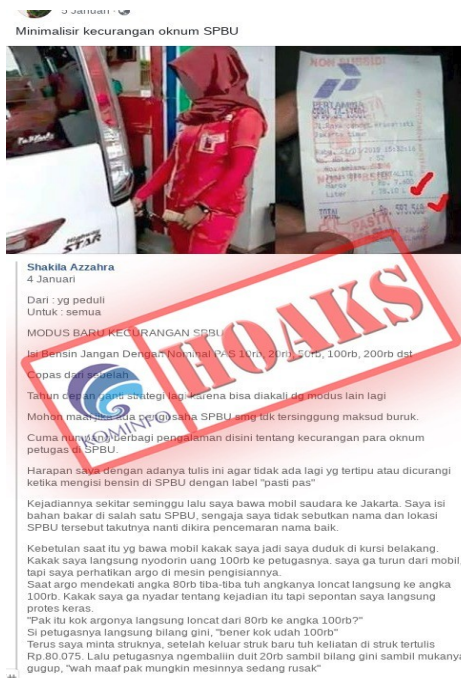 5 Januari
Minimalisir kecurangan oknum SPBU
NON SUBSIDI
PERTAMINA
Jakarta Timur
TOTAL
Highway
STAR
Shakila Azzahra
4 Januari
Dari : yg peduli
Untuk : semua
MODUS BARU KECURANGAN SPBU
Isi Bensin Jangan Dengan Nominal PAS 10rb, 20rb, 50rb, 100rb, 200rb dst
Copas dari sebelah
Tahun depan ganti strategi lagi karena bisa diakali dg modus lain lagi
Mohon maaf jika ada pengusaha SPBU smg tdk tersinggung maksud buruk.
Cuma numpang berbagi pengalaman disini tentang kecurangan para oknum
petugas di SPBU.
HOAKS
KOMINFO
Harapan saya dengan adanya tulis ini agar tidak ada lagi yg tertipu atau dicurangi
ketika mengisi bensin di SPBU dengan label "pasti pas"
Kejadiannya sekitar seminggu lalu saya bawa mobil saudara ke Jakarta. Saya isi
bahan bakar di salah satu SPBU, sengaja saya tidak sebutkan nama dan lokasi
SPBU tersebut takutnya nanti dikira pencemaran nama baik.
Kebetulan saat itu yg bawa mobil kakak saya jadi saya duduk di kursi belakang.
Kakak saya langsung nyodorin uang 100rb ke petugasnya. saya ga turun dari mobil,
tapi saya perhatikan argo di mesin pengisiannya.
Saat argo mendekati angka 80rb tiba-tiba tuh angkanya loncat langsung ke angka
100rb. Kakak saya ga nyadar tentang kejadian itu tapi sepontan saya langsung
protes keras.
"Pak itu kok argonya langsung loncat dari 80rb ke angka 100rb?"
Si petugasnya langsung bilang gini, "bener kok udah 100rb"
Terus saya minta struknya, setelah keluar struk baru tuh keliatan di struk tertulis
Rp.80.075. Lalu petugasnya ngembaliin duit 20rb sambil bilang gini sambil mukanya
gugup, "wah maaf pak mungkin mesinnya sedang rusak"